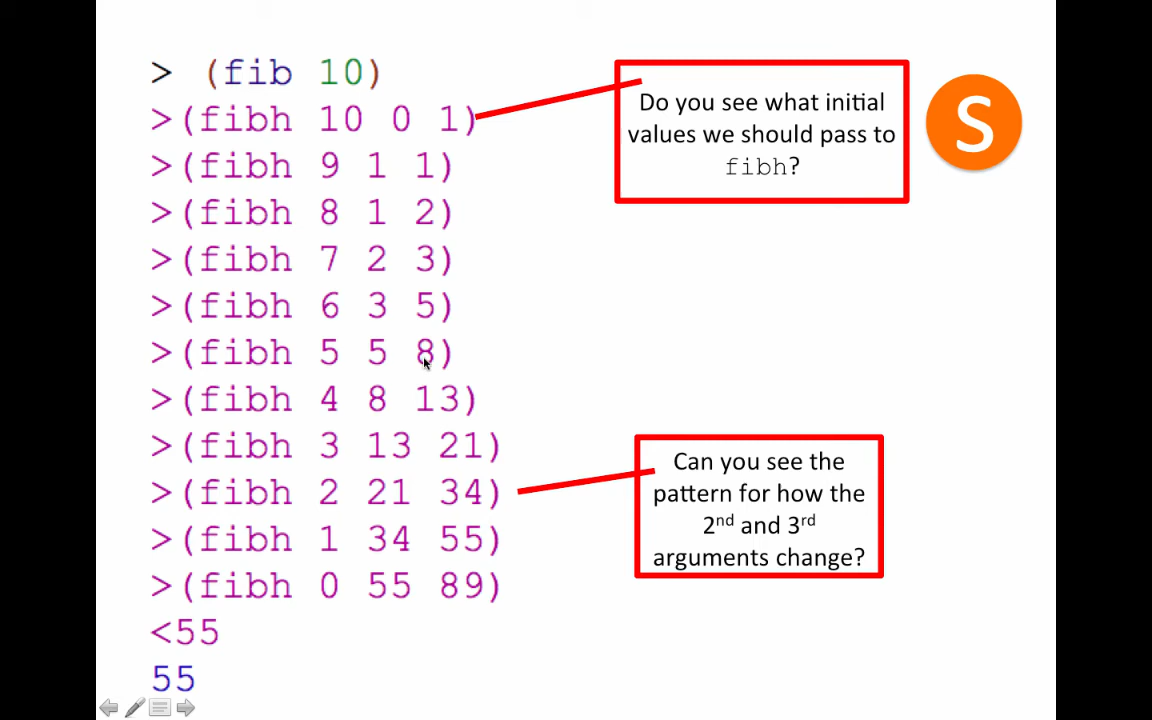 > (fib 10)
>(fibh 10 0 1)
>(fibh 9 1 1)
>(fibh 8 1 2)
>(fibh 7 2 3)
>(fibh 6 3 5)
>(fibh 5 5 8)
>(fibh 4 8 13)
>(fibh 3 13 21)
>(fibh 2 21 34)
>(fibh 1 34 55)
>(fibh 0 55 89)
<55
55
Do you see what initial
values we should pass to
fibh?
S
Can you see the
pattern for how the
2nd and 3rd
arguments change?